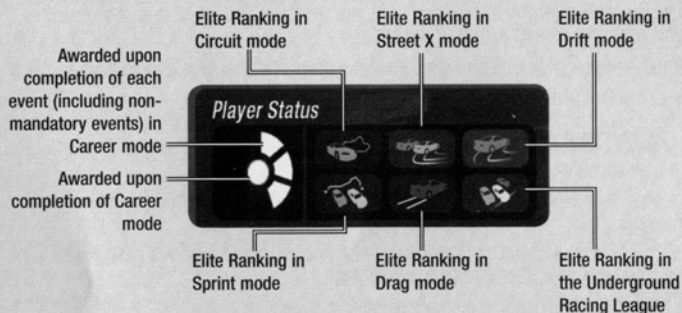 Elite Ranking in
Circuit mode
Elite Ranking in
Street X mode
Elite Ranking in
Drift mode
Awarded upon
completion of each
event (including non-
mandatory events) in
Career mode
Awarded upon
completion of Career
mode
Player Status
Elite Ranking in
Sprint mode
Elite Ranking in
Drag mode
Elite Ranking in
the Underground
Racing League